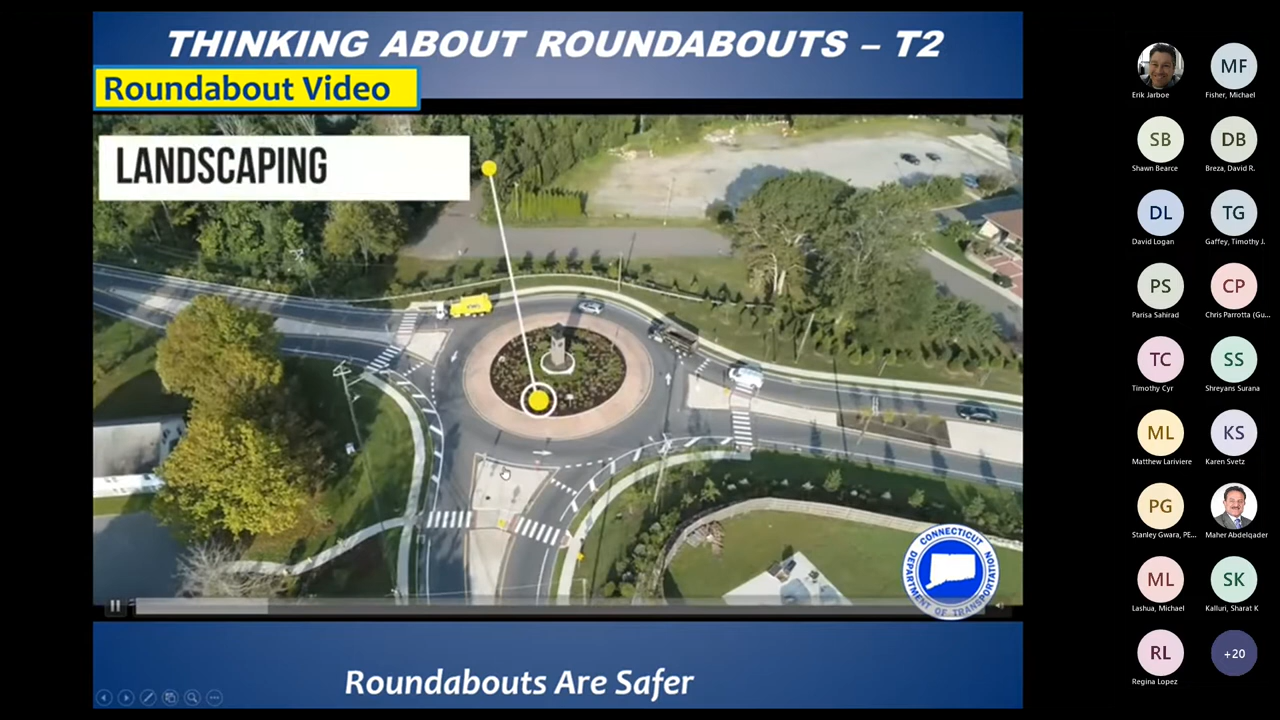 THINKING ABOUT ROUNDABOUTS – T2
Roundabout Video
LANDSCAPING
CONNECTICUT
DEPARTMENT OF TRANSPORTATION
Roundabouts Are Safer
Erik Jarboe
MF
Fisher, Michael
SB
Shawn Bearce
DB
Breza, David R.
DL
David Logan
TG
Gaffey, Timothy J.
PS
Parisa Sahirad
CP
Chris Parrotta (Gu...
TC
Timothy Cyr
SS
Shreyans Surana
ML
Matthew Lariviere
KS
Karen Svetz
PG
Stanley Gwara, PE...
Maher Abdelqader
ML
Lashua, Michael
SK
Kalluri, Sharat K
RL
Regina Lopez
+20